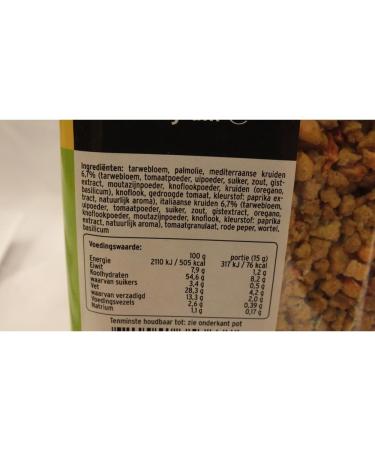 Ingrediënten: tarwebloem, palmolie, mediterraanse kruiden
6,7% (tarwebloem, tomaatpoeder, uipoeder, suiker, zout, gist-
extract, moutazijnpoeder, knoflookpoeder, kruiden (oregano,
basilicum), knoflook, gedroogde tomaat, kleurstof: paprika ex-
tract, natuurlijk aroma), italiaanse kruiden 6,7% (tarwebloem,
uipoeder, tomaatpoeder, suiker, zout, gistextract, oregano,
knoflookpoeder, moutazijnpoeder, knoflook, kleurstof: paprika
extract, natuurlijk aroma), tomaatgranulaat, rode peper, wortel,
basilicum
Voedingswaarde:
100 g portie (15 g)
Energie 2110 kJ / 505 kcal 317 kJ / 76 kcal
Eiwit 7,9 g 1,2 g
Koolhydraten 54,6 g 8,2 g
waarvan suikers 3,4 g 0,5 g
Vet 28,3 g 4,2 g
waarvan verzadigd 13,3 g 2,0 g
Voedingsvezels 2,6 g 0,39 g
Natrium 1,1 g 0,17 g
Tenminste houdbaar tot: zie onderkant pot